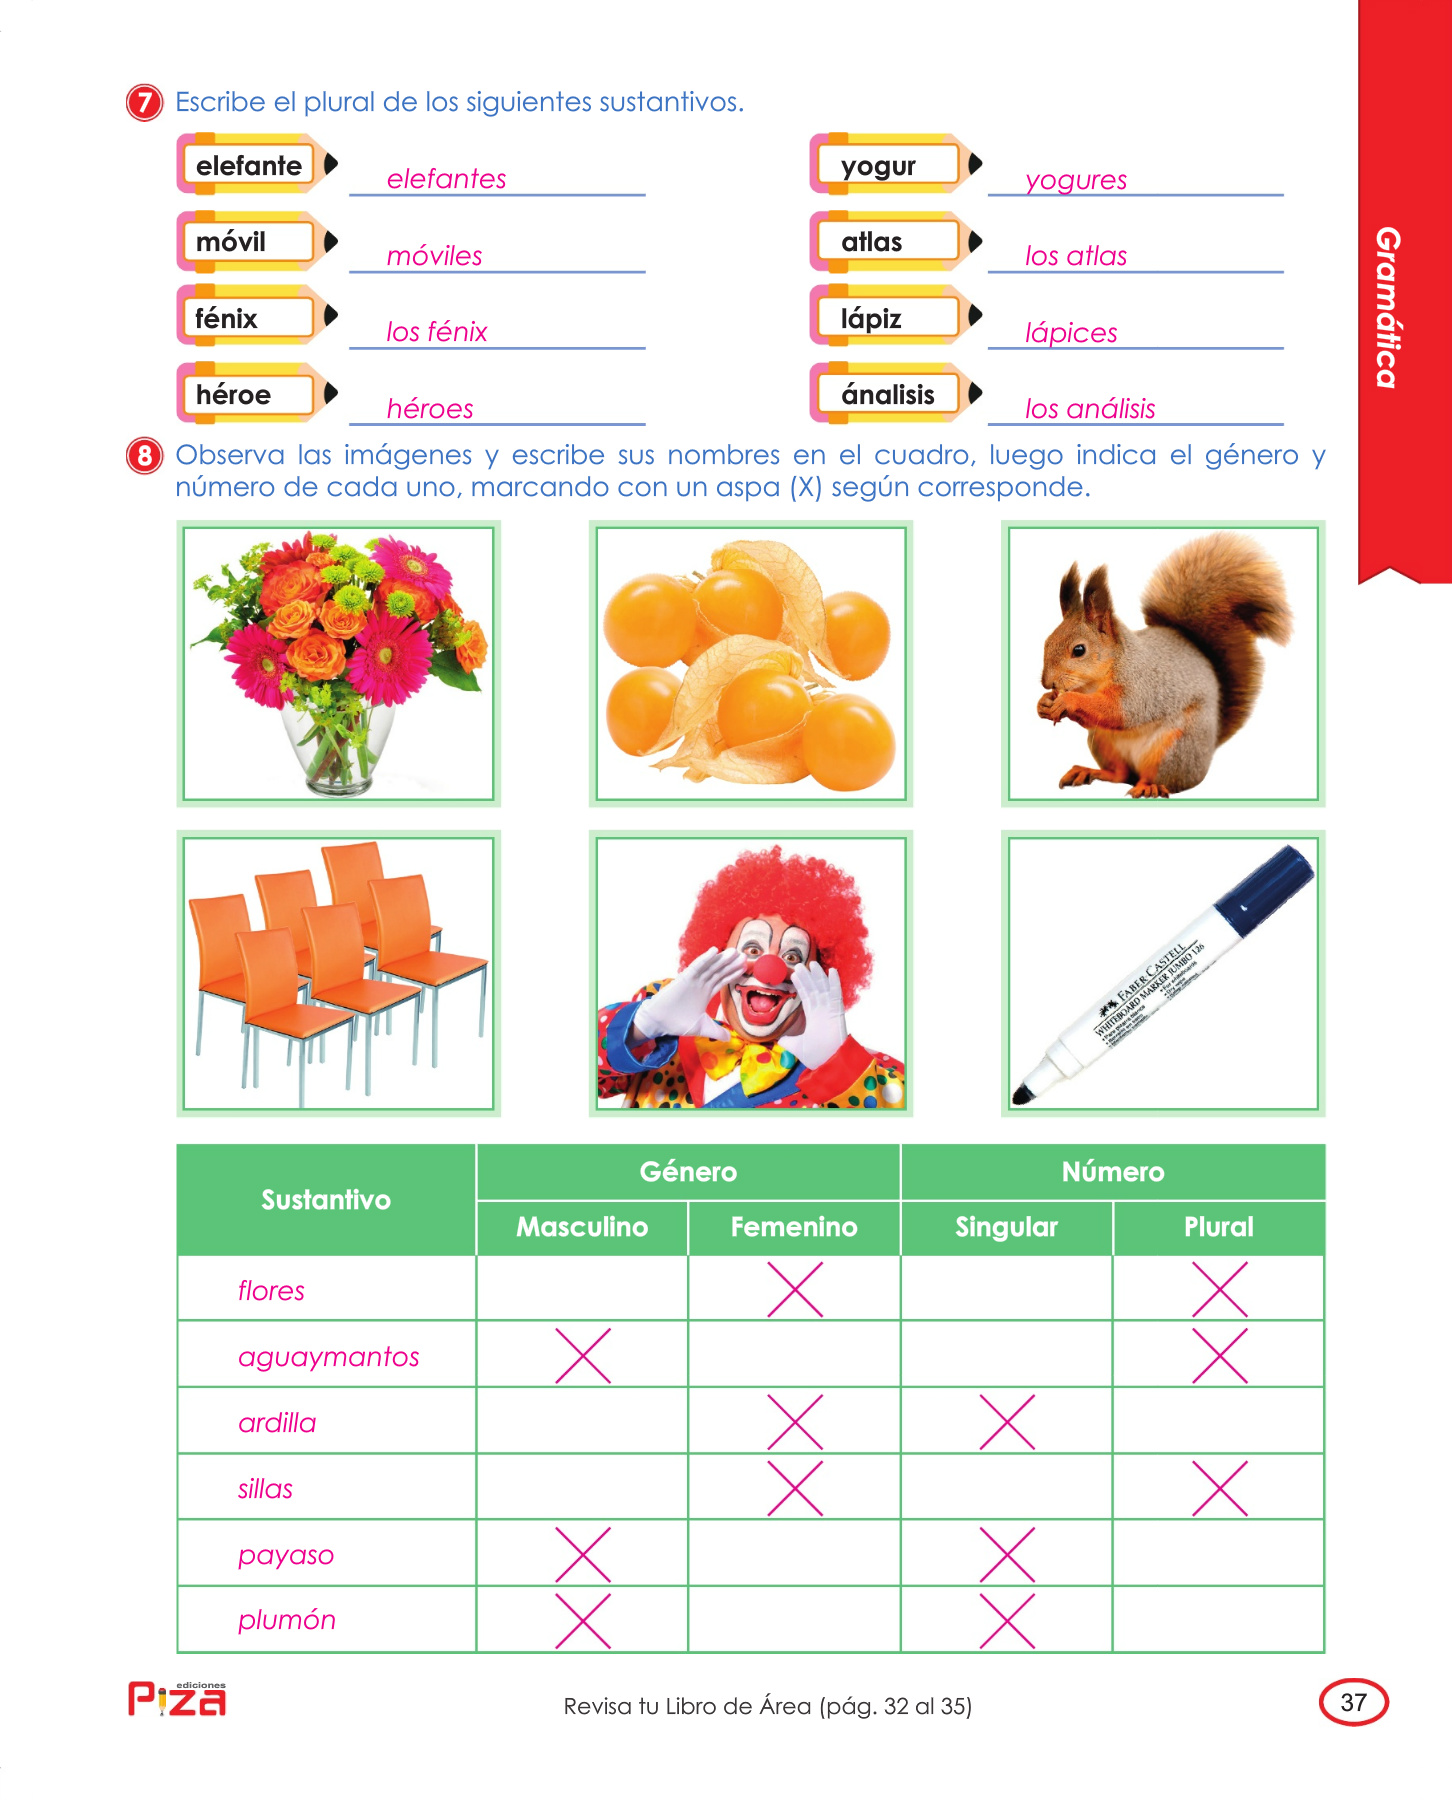 7 Escribe el plural de los siguientes sustantivos.
elefante elefantes
yogur yogures
móvil móviles
atlas los atlas
fénix los fénix
lápiz lápices
héroe héroes
ánalisis los análisis
Gramática
8 Observa las imágenes y escribe sus nombres en el cuadro, luego indica el género y
número de cada uno, marcando con un aspa (X) según corresponde.
FABER-CASTELL
WHITEBOARD MARKER JUMBO 126
Sustantivo
Género
Número
Masculino
Femenino
Singular
Plural
flores
aguaymantos
ardilla
sillas
payaso
plumón
ediciones
Piza
Revisa tu Libro de Área (pág. 32 al 35)
37